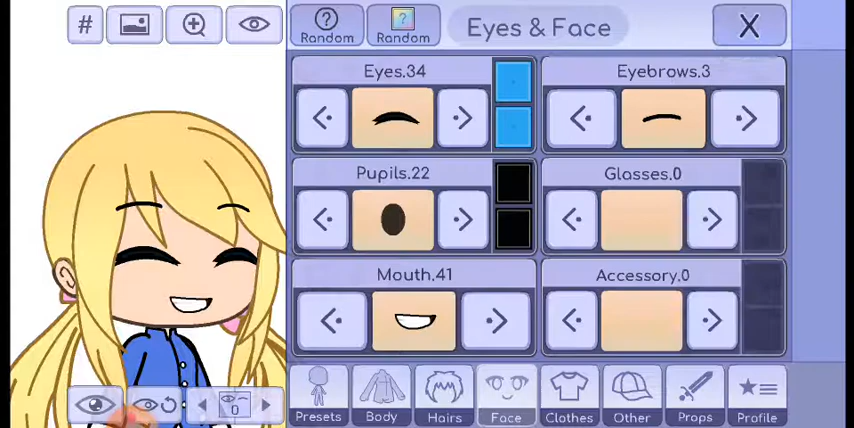 #
Random
Random
Eyes & Face
X
Eyes.34
Eyebrows.3
Pupils.22
Glasses.0
Mouth.41
Accessory.0
0
Presets
Body
Hairs
Face
Clothes
Other
Props
Profile